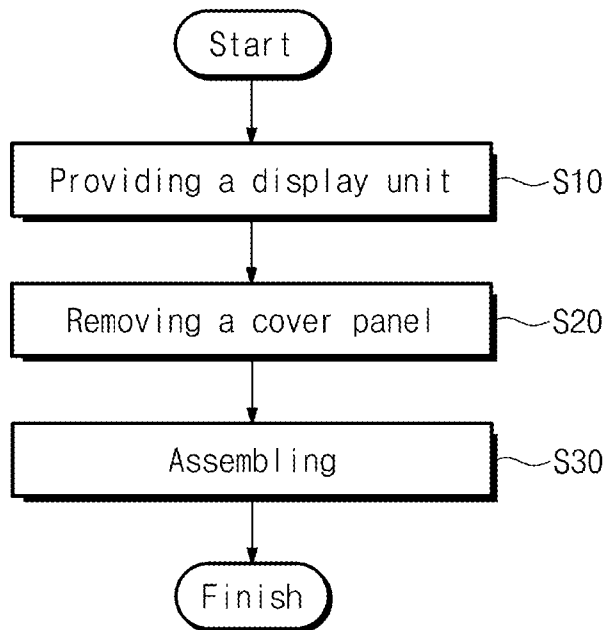 Start
Providing a display unit
S10
Removing a cover panel
S20
Assembling
S30
Finish